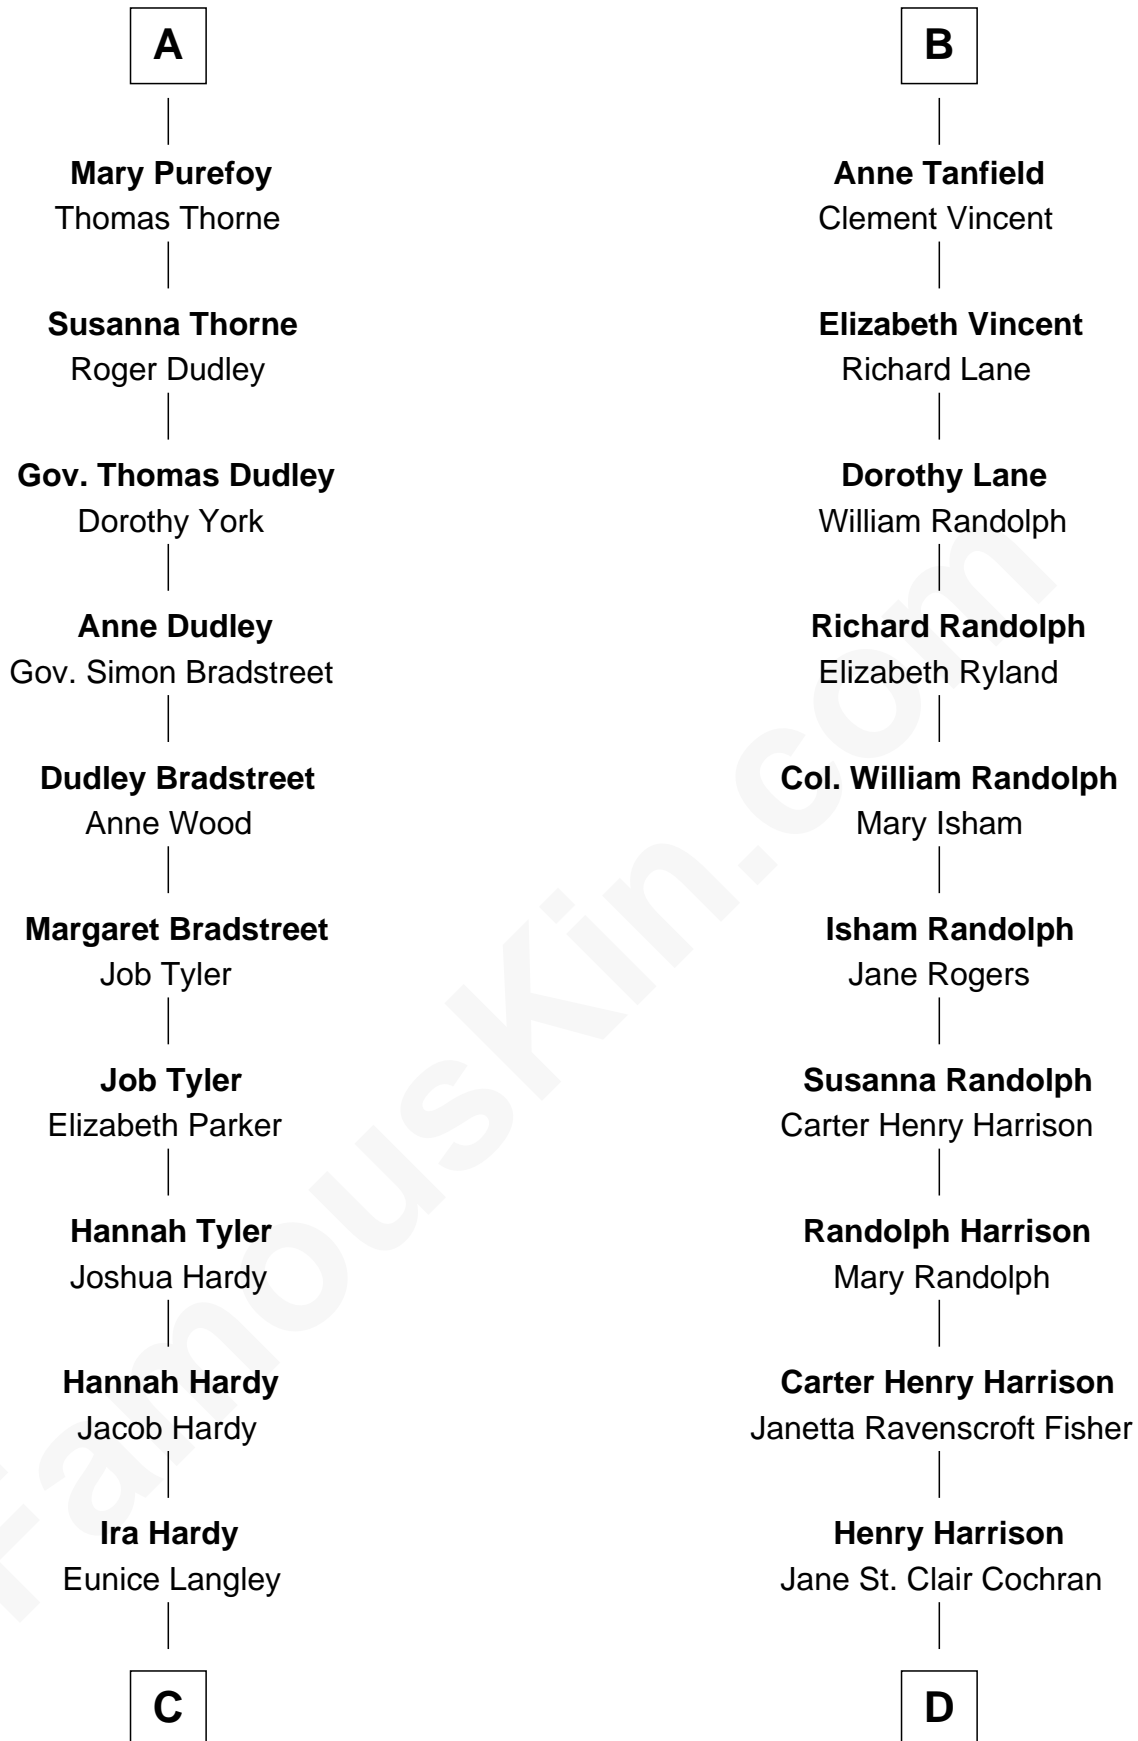 A
Mary Purefoy
Thomas Thorne
Susanna Thorne
Roger Dudley
Gov. Thomas Dudley
Dorothy York
Anne Dudley
Gov. Simon Bradstreet
Dudley Bradstreet
Anne Wood
Margaret Bradstreet
Job Tyler
Job Tyler
Elizabeth Parker
Hannah Tyler
Joshua Hardy
Hannah Hardy
Jacob Hardy
Ira Hardy
Eunice Langley
C
B
Anne Tanfield
Clement Vincent
Elizabeth Vincent
Richard Lane
Dorothy Lane
William Randolph
Richard Randolph
Elizabeth Ryland
Col. William Randolph
Mary Isham
Isham Randolph
Jane Rogers
Susanna Randolph
Carter Henry Harrison
Randolph Harrison
Mary Randolph
Carter Henry Harrison
Janetta Ravenscroft Fisher
Henry Harrison
Jane St. Clair Cochran
D
FamousKin.com